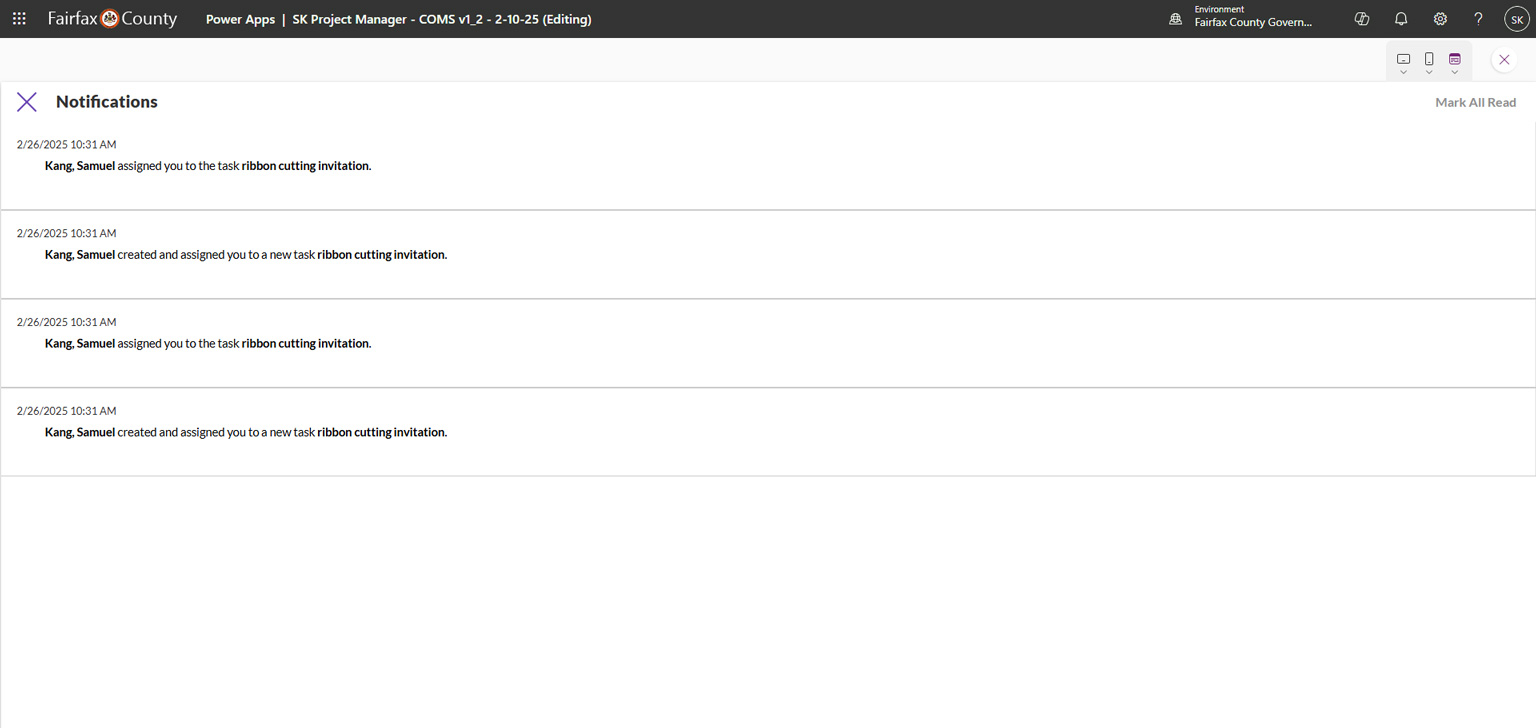 Fairfax County
Power Apps | SK Project Manager - COMS v1_2 - 2-10-25 (Editing)
Environment
Fairfax County Govern...
?
SK
Notifications
Mark All Read
2/26/2025 10:31 AM
Kang, Samuel assigned you to the task ribbon cutting invitation.
2/26/2025 10:31 AM
Kang, Samuel created and assigned you to a new task ribbon cutting invitation.
2/26/2025 10:31 AM
Kang, Samuel assigned you to the task ribbon cutting invitation.
2/26/2025 10:31 AM
Kang, Samuel created and assigned you to a new task ribbon cutting invitation.